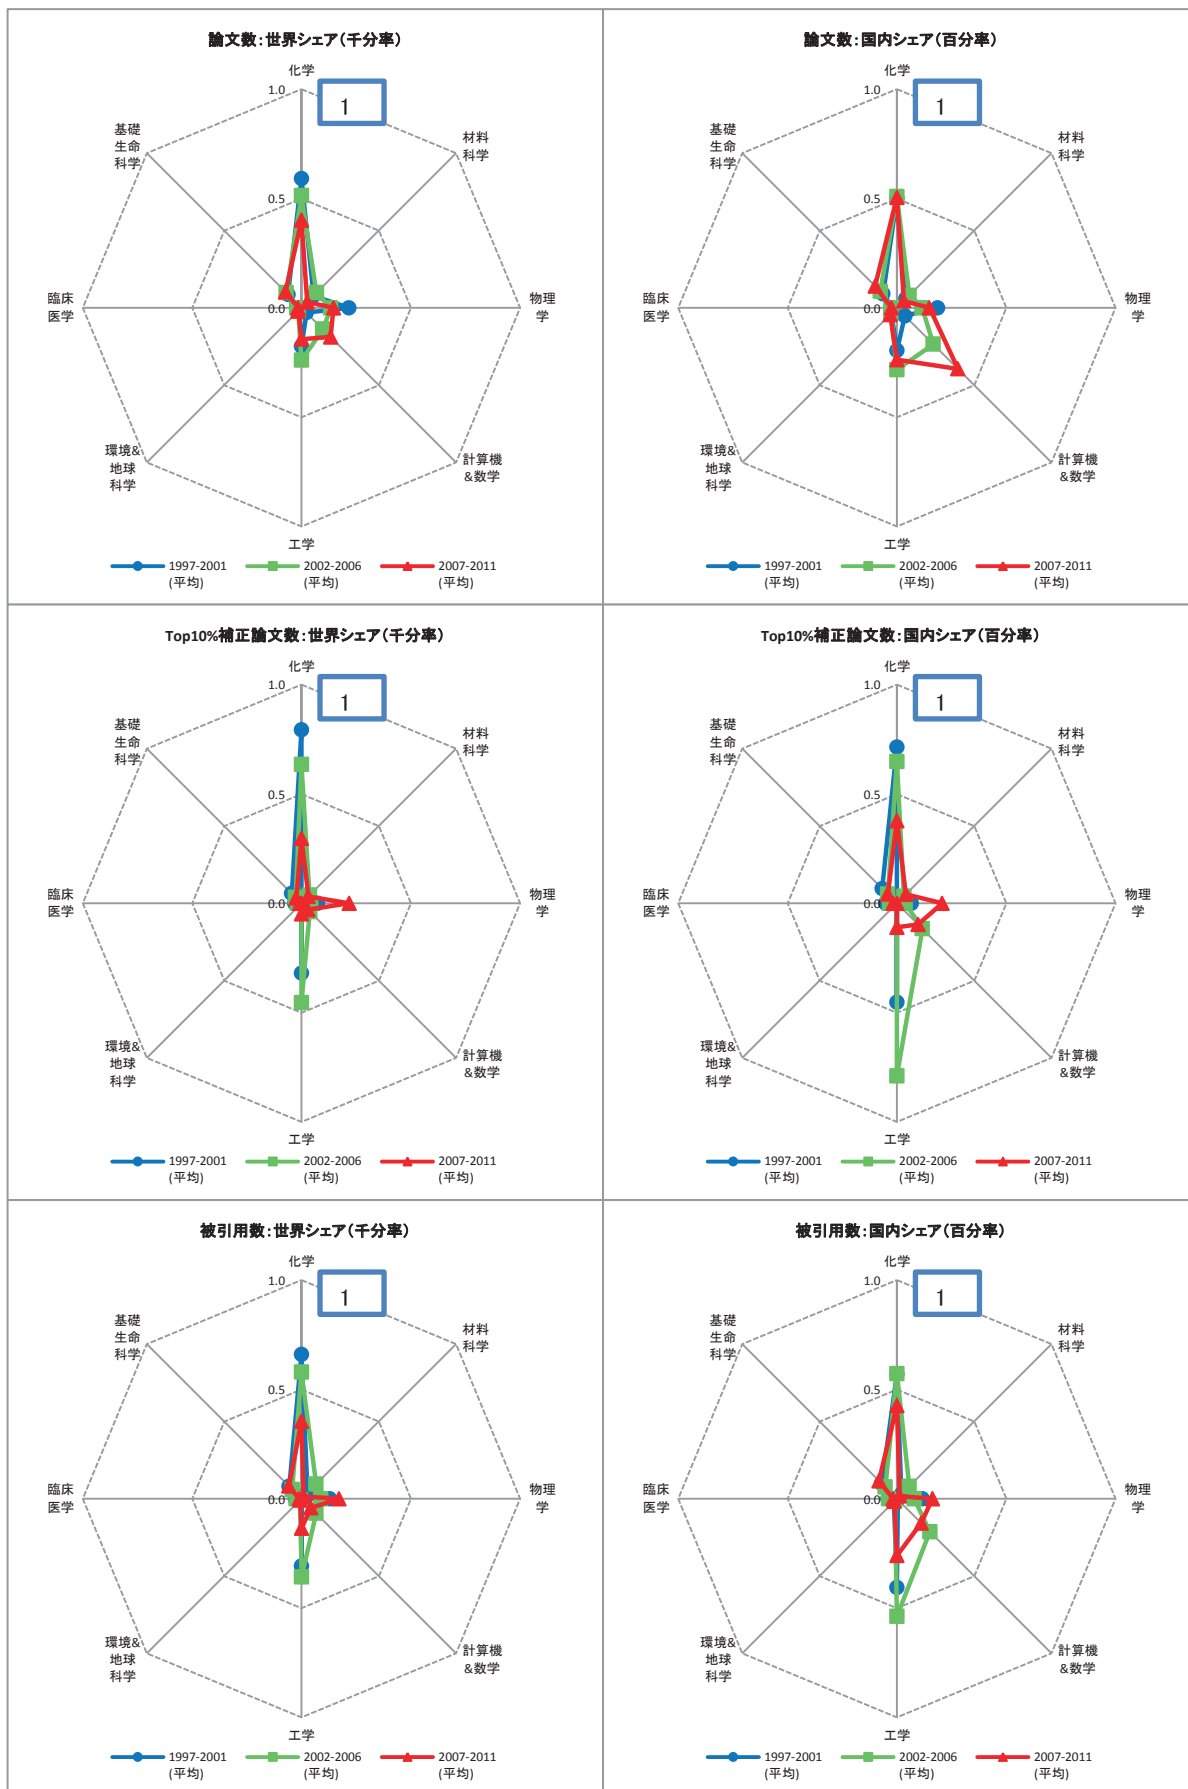 論文数：世界シェア（千分率）
化学
1.0
1
基礎
生命
科学
材料
科学
0.5
臨床
医学
0.0
物理
学
環境&
地球
科学
計算機
&数学
工学
1997-2001
(平均)
2002-2006
(平均)
2007-2011
(平均)
論文数：国内シェア（百分率）
化学
1.0
1
基礎
生命
科学
材料
科学
0.5
臨床
医学
0.0
物理
学
環境&
地球
科学
計算機
&数学
工学
1997-2001
(平均)
2002-2006
(平均)
2007-2011
(平均)
Top10%補正論文数：世界シェア（千分率）
化学
1.0
1
基礎
生命
科学
材料
科学
0.5
臨床
医学
0.0
物理
学
環境&
地球
科学
計算機
&数学
工学
1997-2001
(平均)
2002-2006
(平均)
2007-2011
(平均)
Top10%補正論文数：国内シェア（百分率）
化学
1.0
1
基礎
生命
科学
材料
科学
0.5
臨床
医学
0.0
物理
学
環境&
地球
科学
計算機
&数学
工学
1997-2001
(平均)
2002-2006
(平均)
2007-2011
(平均)
被引用数：世界シェア（千分率）
化学
1.0
1
基礎
生命
科学
材料
科学
0.5
臨床
医学
0.0
物理
学
環境&
地球
科学
計算機
&数学
工学
1997-2001
(平均)
2002-2006
(平均)
2007-2011
(平均)
被引用数：国内シェア（百分率）
化学
1.0
1
基礎
生命
科学
材料
科学
0.5
臨床
医学
0.0
物理
学
環境&
地球
科学
計算機
&数学
工学
1997-2001
(平均)
2002-2006
(平均)
2007-2011
(平均)